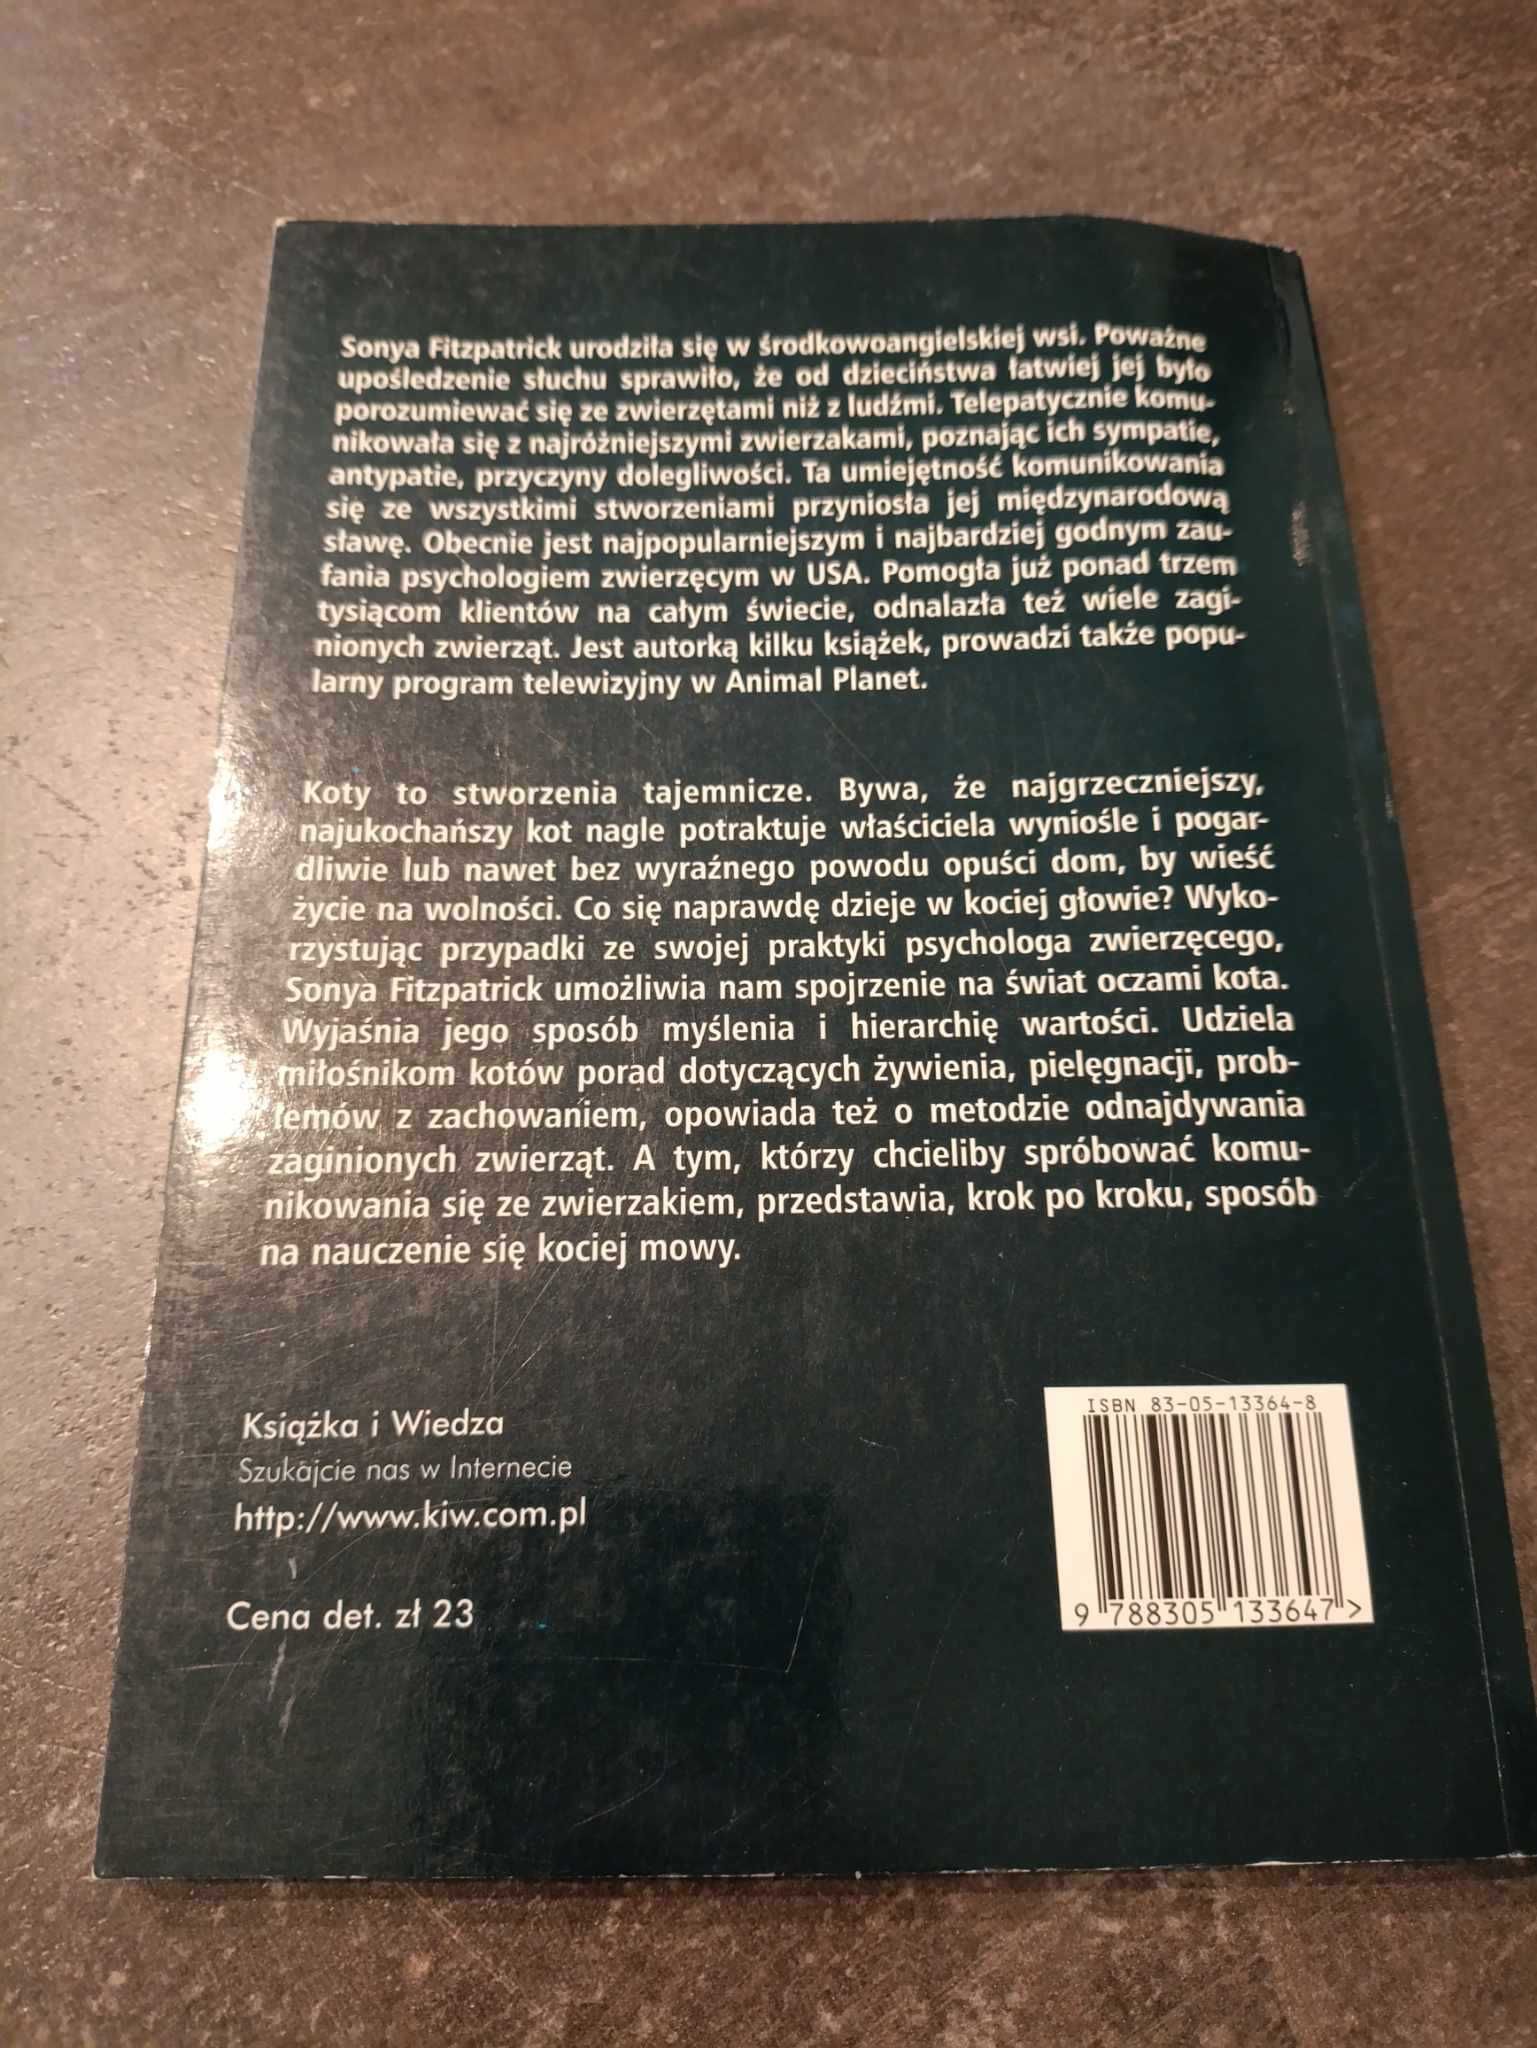 Sonya Fitzpatrick urodziła się w środkowoangielskiej wsi. Poważne
upośledzenie słuchu sprawiło, że od dzieciństwa łatwiej jej było
porozumiewać się ze zwierzętami niż z ludźmi. Telepatycznie komu-
nikowała się z najróżniejszymi zwierzakami, poznając ich sympatie,
antypatie, przyczyny dolegliwości. Ta umiejętność komunikowania
się ze wszystkimi stworzeniami przyniosła jej międzynarodową
sławę. Obecnie jest najpopularniejszym i najbardziej godnym zau-
fania psychologiem zwierzęcym w USA. Pomogła już ponad trzem
tysiącom klientów na całym świecie, odnalazła też wiele zagi-
nionych zwierząt. Jest autorką kilku książek, prowadzi także popu-
larny program telewizyjny w Animal Planet.
Koty to stworzenia tajemnicze. Bywa, że najgrzeczniejszy,
najukochańszy kot nagle potraktuje właściciela wyniośle i pogar-
dliwie lub nawet bez wyraźnego powodu opuści dom, by wieść
życie na wolności. Co się naprawdę dzieje w kociej głowie? Wyko-
rzystując przypadki ze swojej praktyki psychologa zwierzęcego,
Sonya Fitzpatrick umożliwia nam spojrzenie na świat oczami kota.
Wyjaśnia jego sposób myślenia i hierarchię wartości. Udziela
miłośnikom kotów porad dotyczących żywienia, pielęgnacji, prob-
lemów z zachowaniem, opowiada też o metodzie odnajdywania
zaginionych zwierząt. A tym, którzy chcieliby spróbować komu-
nikowania się ze zwierzakiem, przedstawia, krok po kroku, sposób
na nauczenie się kociej mowy.
Książka i Wiedza
Szukajcie nas w Internecie
http://www.kiw.com.pl
Cena det. zł 23
ISBN 83-05-13364-8
9 788305 133647 >